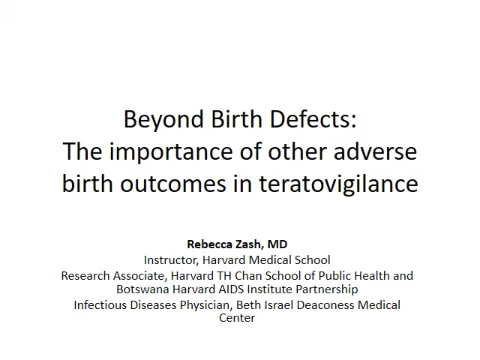 Beyond Birth Defects:
The importance of other adverse
birth outcomes in teratovigilance
Rebecca Zash, MD
Instructor, Harvard Medical School
Research Associate, Harvard TH Chan School of Public Health and
Botswana Harvard AIDS Institute Partnership
Infectious Diseases Physician, Beth Israel Deaconess Medical
Center